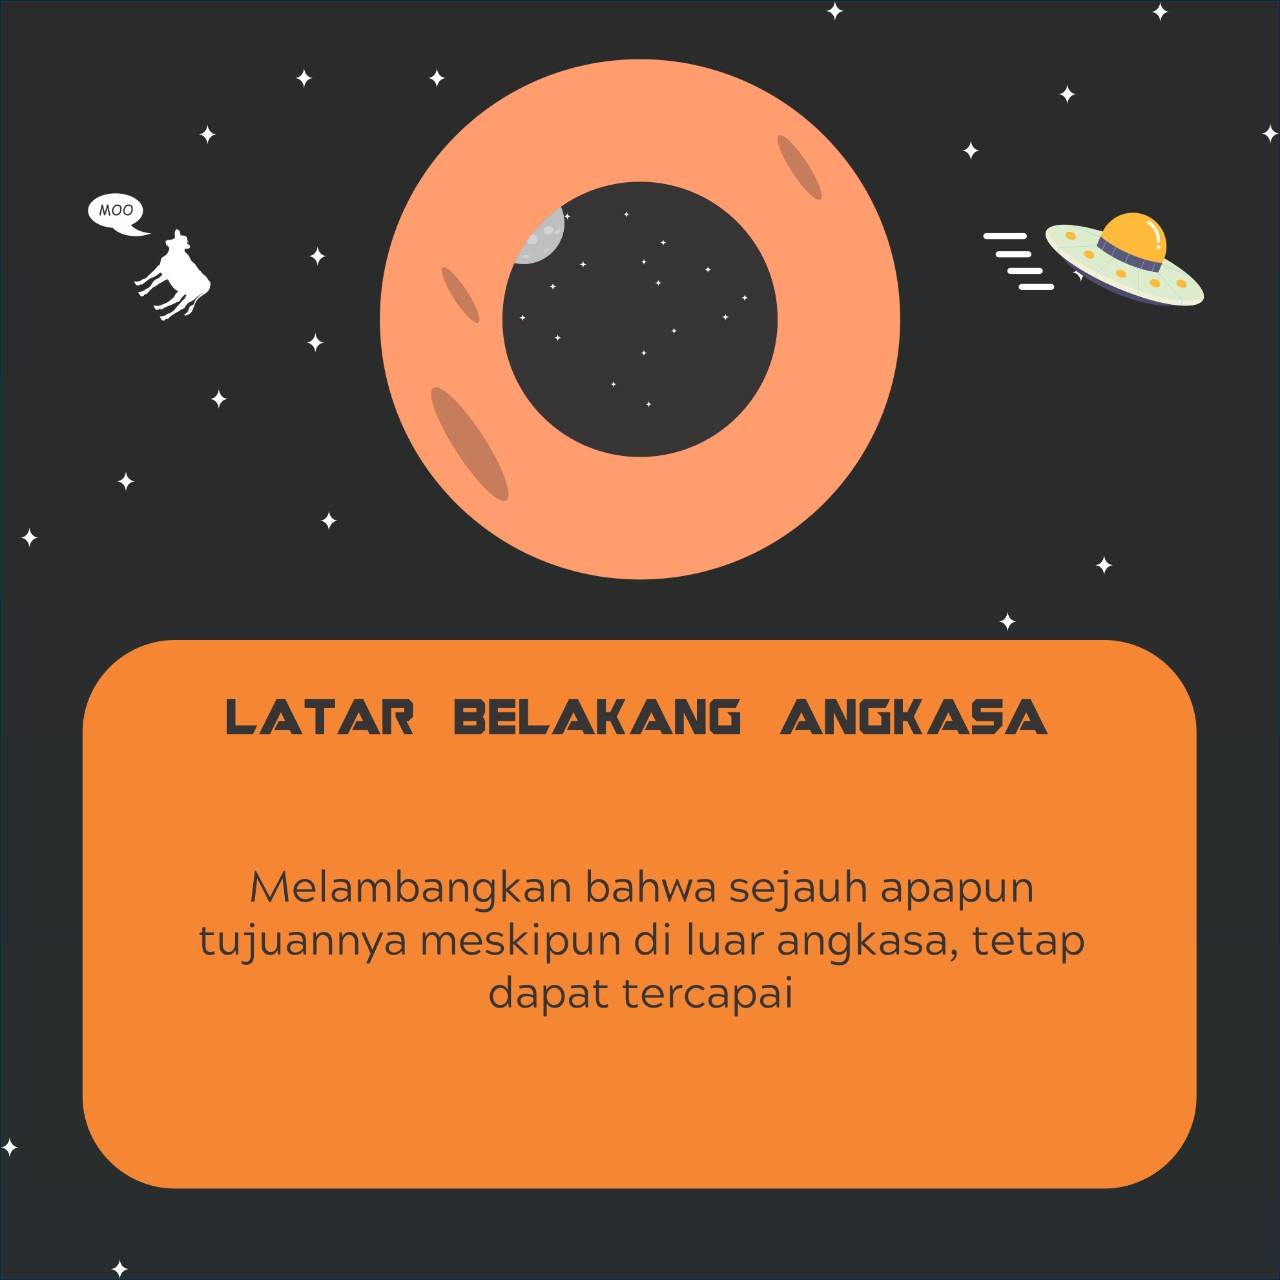 MOO
LATAR BELAKANG ANGKASA
Melambangkan bahwa sejauh apapun
tujuannya meskipun di luar angkasa, tetap
dapat tercapai